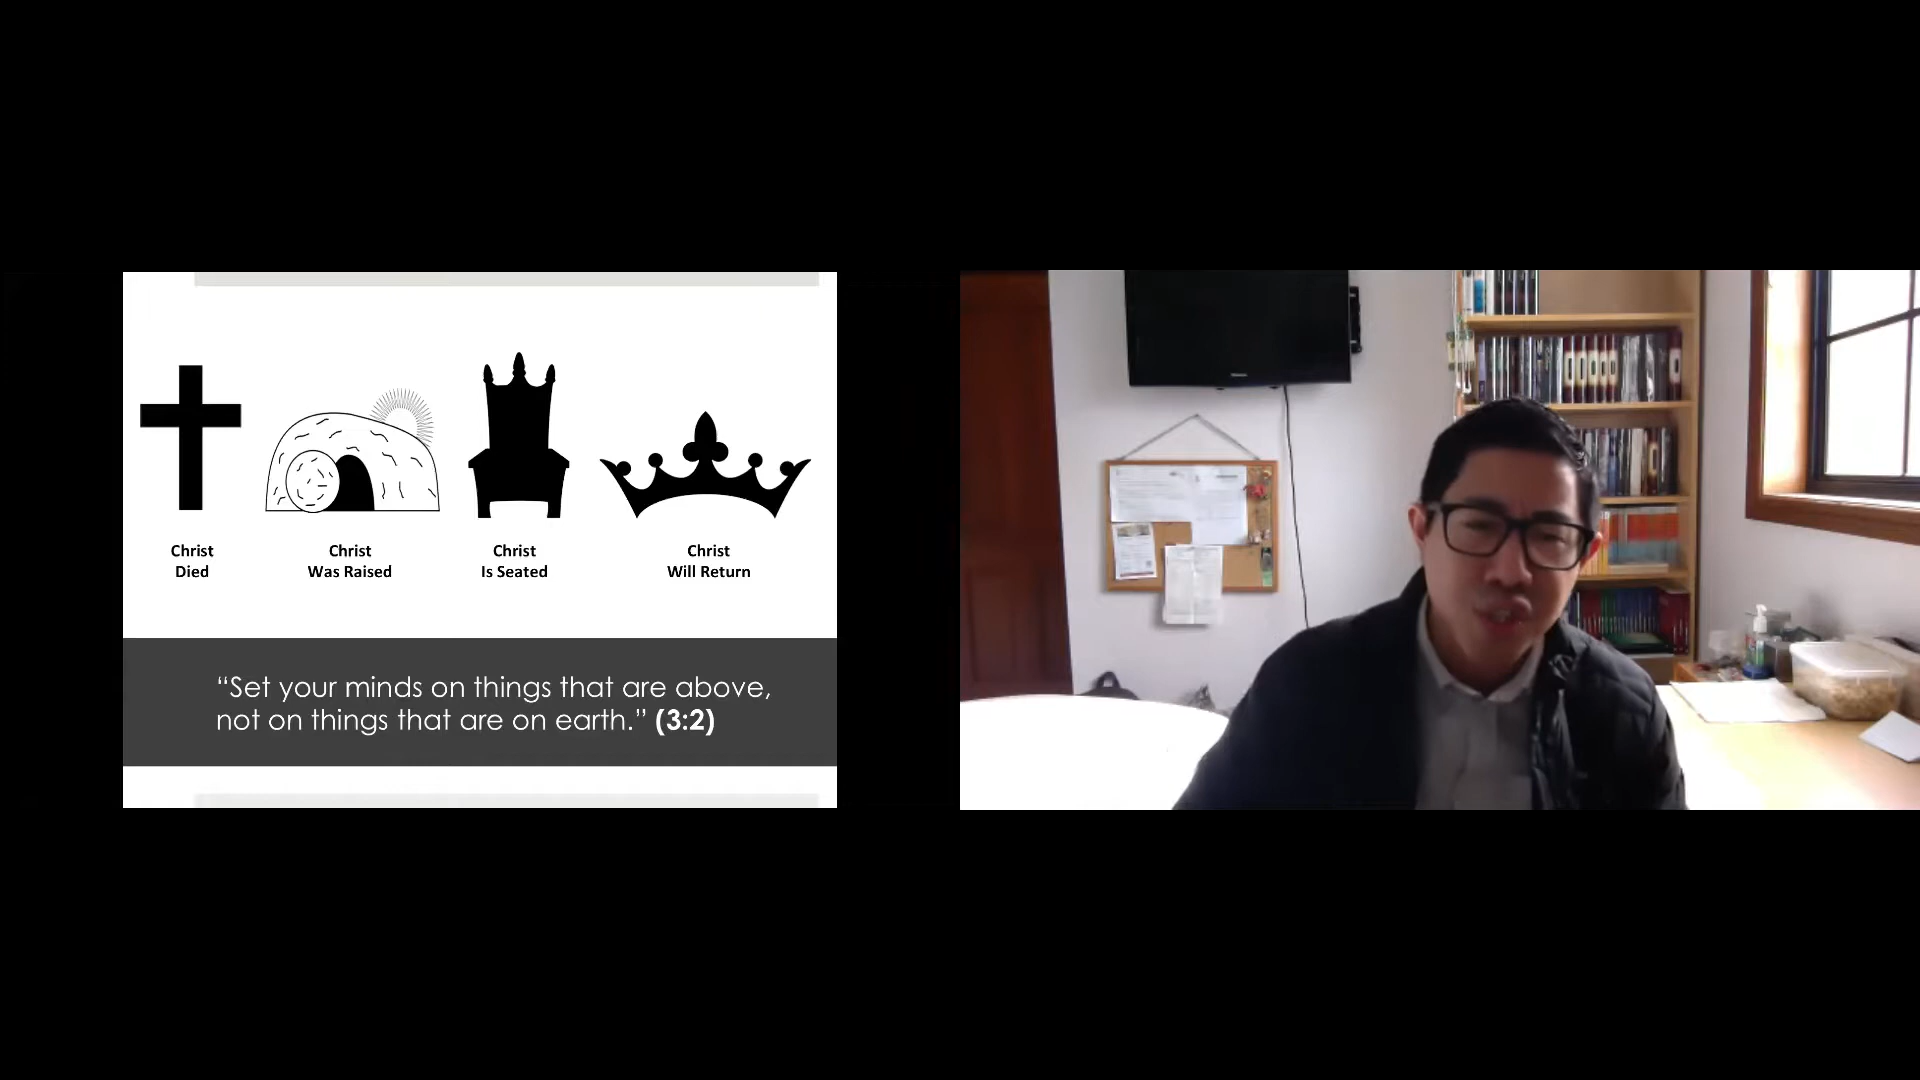 Christ
Died
Christ
Was Raised
Christ
Is Seated
Christ
Will Return
“Set your minds on things that are above,
not on things that are on earth.” (3:2)